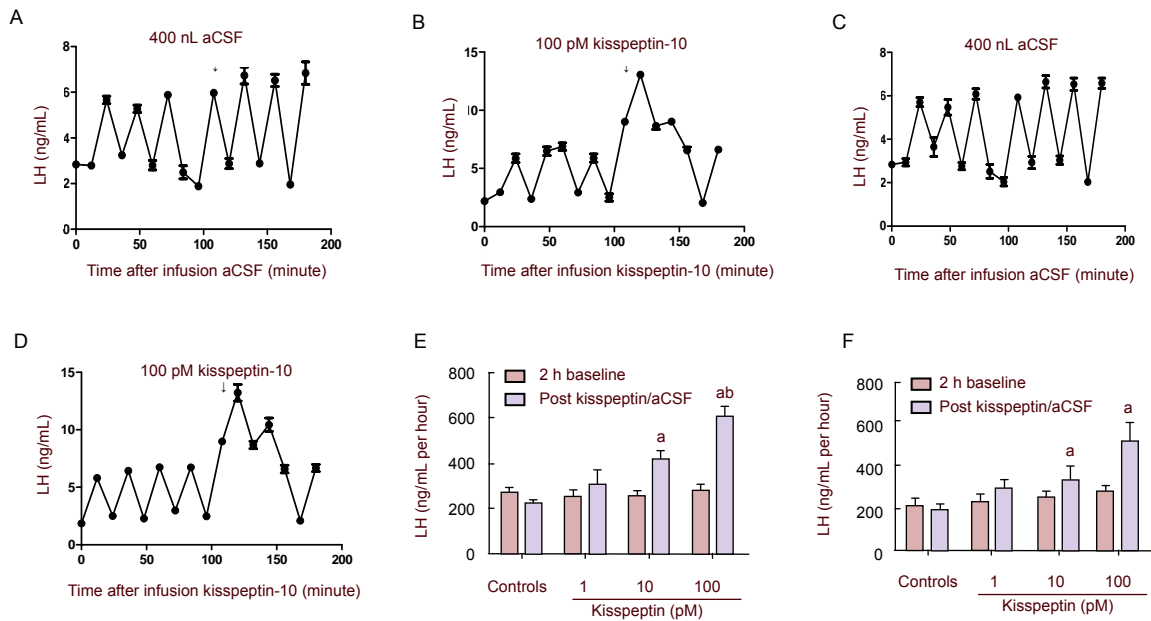 A
400 nL aCSF
8
6
4
2
0
LH (ng/mL)
0 50 100 150 200
Time after infusion aCSF (minute)
B
100 pM kisspeptin-10
15
10
5
0
LH (ng/mL)
0 50 100 150 200
Time after infusion kisspeptin-10 (minute)
C
400 nL aCSF
8
6
4
2
0
LH (ng/mL)
0 50 100 150 200
Time after infusion aCSF (minute)
D
100 pM kisspeptin-10
15
10
5
0
LH (ng/mL)
0 50 100 150 200
Time after infusion kisspeptin-10 (minute)
E
800
600
400
200
0
LH (ng/mL per hour)
2 h baseline
Post kisspeptin/aCSF
a
ab
Controls 1 10 100
Kisspeptin (pM)
F
800
600
400
200
0
LH (ng/mL per hour)
2 h baseline
Post kisspeptin/aCSF
a
a
Controls 1 10 100
Kisspeptin (pM)